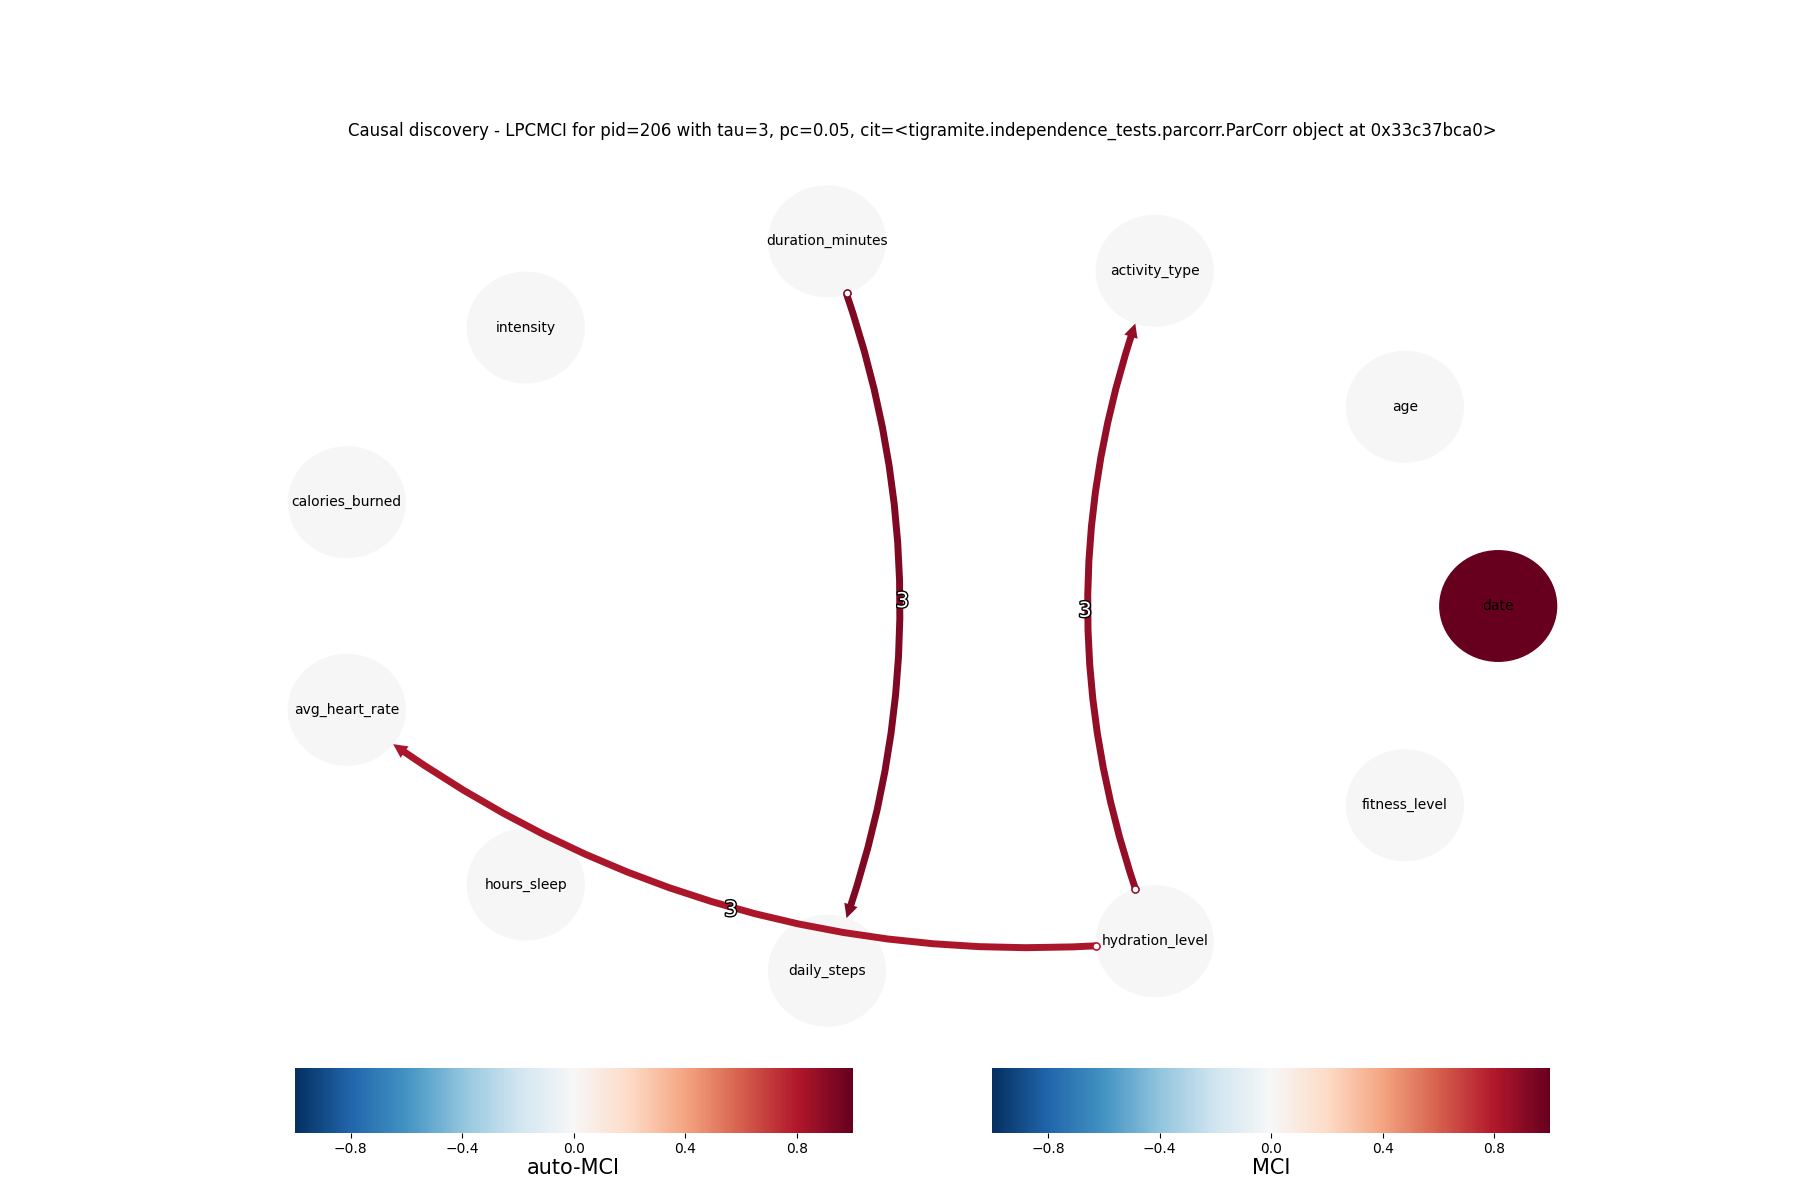 Causal discovery - LPCMCI for pid=206 with tau=3, pc=0.05, cit=<tigramite.independence_tests.parcorr.ParCorr object at 0x33c37bca0>
duration_minutes
activity_type
intensity
age
calories_burned
3
3
date
avg_heart_rate
fitness_level
hours_sleep
3
hydration_level
daily_steps
−0.8 −0.4 0.0 0.4 0.8
auto-MCI
−0.8 −0.4 0.0 0.4 0.8
MCI